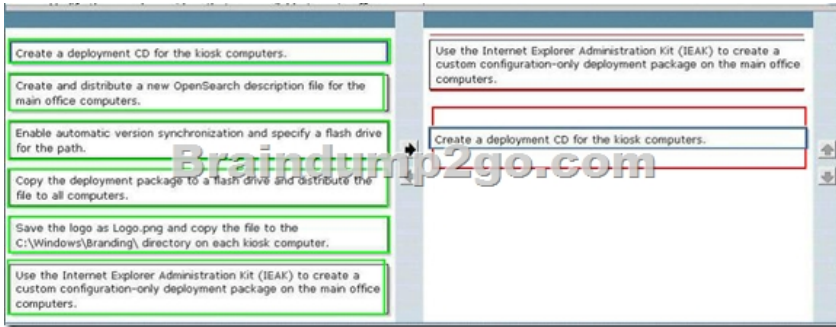 Create a deployment CD for the kiosk computers.
Create and distribute a new OpenSearch description file for the
main office computers.
Enable automatic version synchronization and specify a flash drive
for the path.
Copy the deployment package to a flash drive and distribute the
file to all computers.
Save the logo as Logo.png and copy the file to the
C:\Windows\Branding\ directory on each kiosk computer.
Use the Internet Explorer Administration Kit (IEAK) to create a
custom configuration-only deployment package on the main office
computers.
Use the Internet Explorer Administration Kit (IEAK) to create a
custom configuration-only deployment package on the main office
computers.
Create a deployment CD for the kiosk computers.
Braindump2go.com